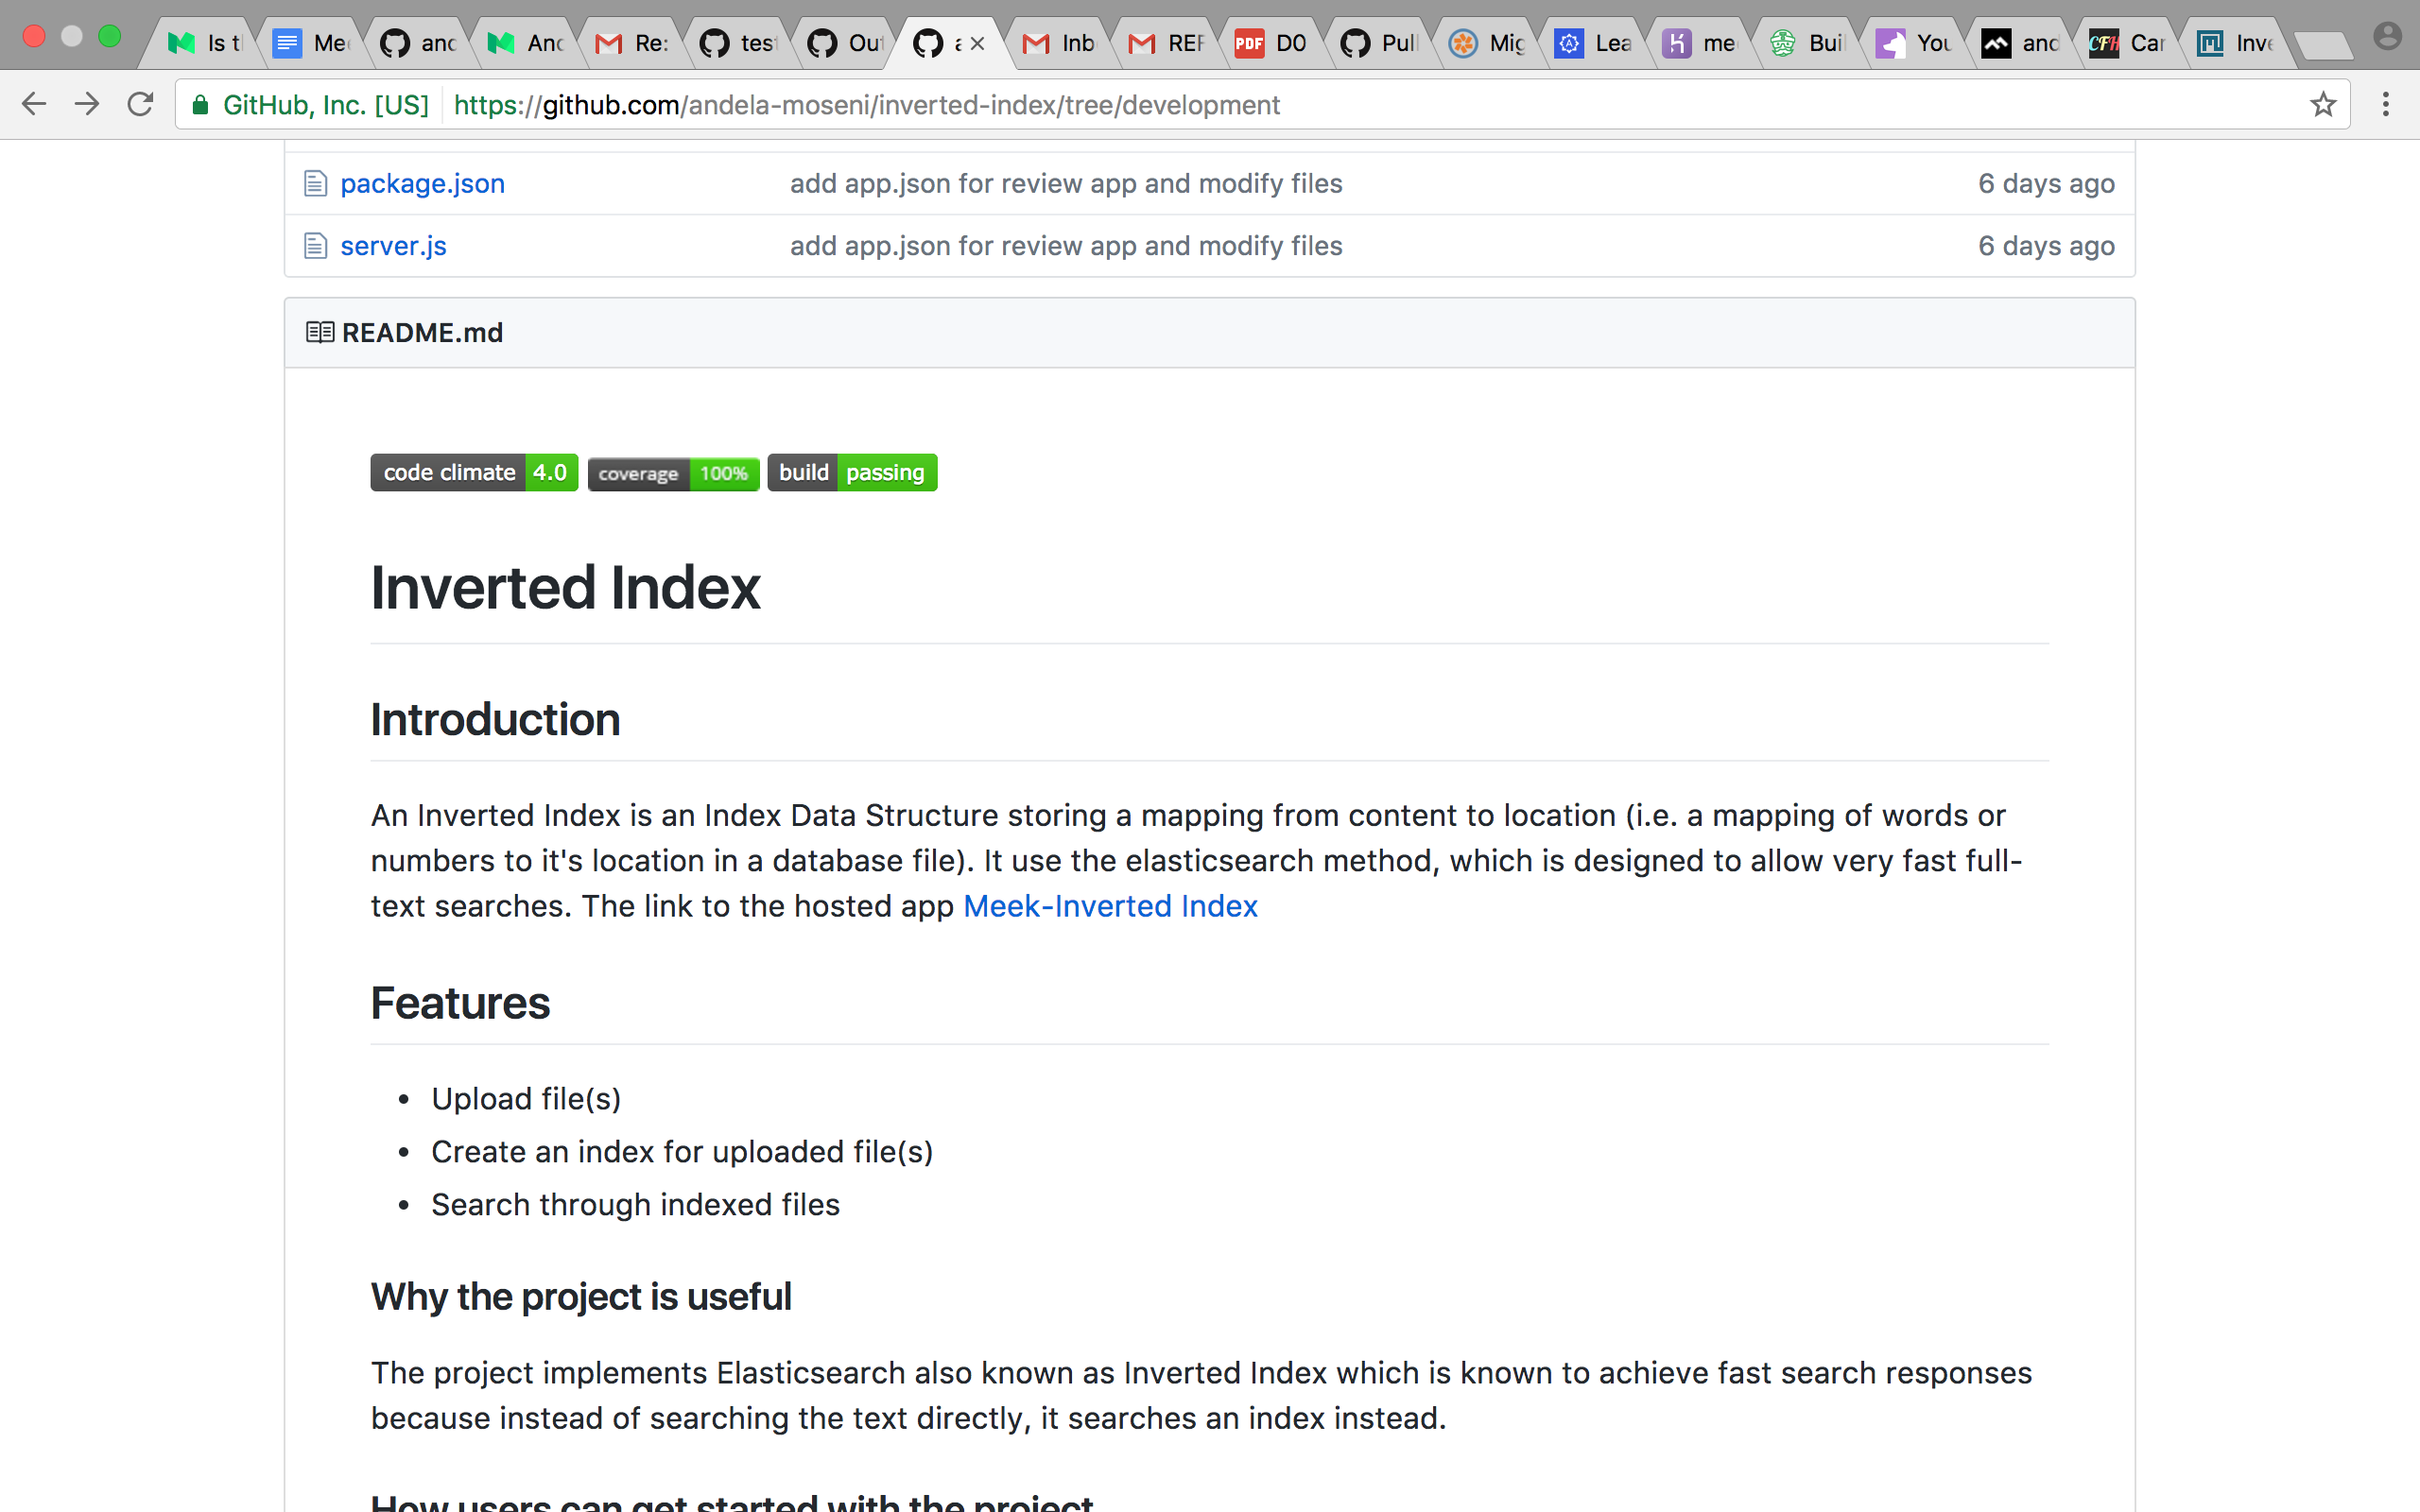 Is t Me anc Anc Re: tes Ou a Inb REF PDF D0 Pull Mig Lea me Buil You and CFH Car Inve
GitHub, Inc. [US] https://github.com/andela-moseni/inverted-index/tree/development
package.json add app.json for review app and modify files 6 days ago
server.js add app.json for review app and modify files 6 days ago
README.md
code climate 4.0 coverage 100% build passing
Inverted Index
Introduction
An Inverted Index is an Index Data Structure storing a mapping from content to location (i.e. a mapping of words or
numbers to it's location in a database file). It use the elasticsearch method, which is designed to allow very fast full-
text searches. The link to the hosted app Meek-Inverted Index
Features
• Upload file(s)
• Create an index for uploaded file(s)
• Search through indexed files
Why the project is useful
The project implements Elasticsearch also known as Inverted Index which is known to achieve fast search responses
because instead of searching the text directly, it searches an index instead.
How users can get started with the project